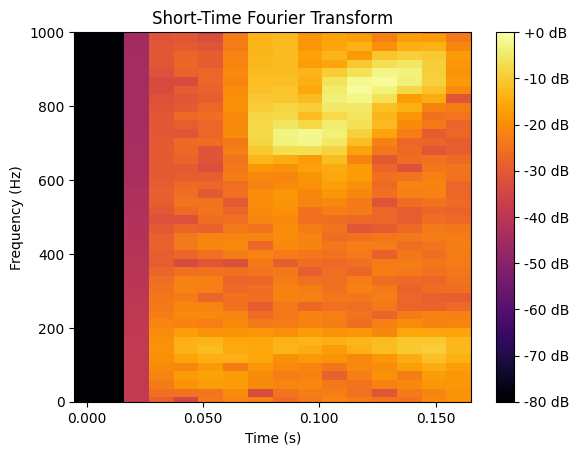 Short-Time Fourier Transform
Frequency (Hz)
1000
800
600
400
200
0
0.000
0.050
0.100
0.150
Time (s)
+0 dB
-10 dB
-20 dB
-30 dB
-40 dB
-50 dB
-60 dB
-70 dB
-80 dB